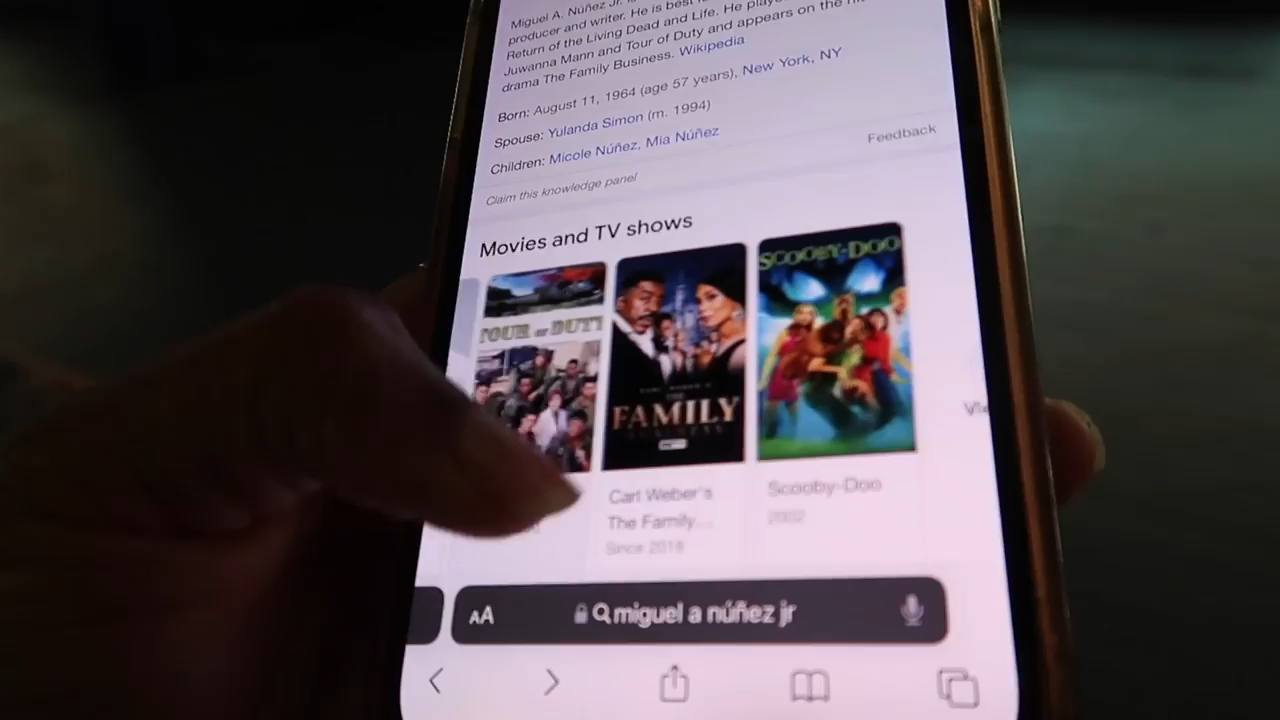 Miguel A. Núñez Jr. is
producer and writer. He is best
Return of the Living Dead and Life. He
Juwanna Mann and Tour of Duty and appears on the
drama The Family Business. Wikipedia
Born: August 11, 1964 (age 57 years), New York, NY
Spouse: Yulanda Simon (m. 1994)
Children: Micole Núñez, Mia Núñez
Feedback
Claim this knowledge panel
Movies and TV shows
TOUR OF DUTY
THE
FAMILY
BUSINESS
SCOOBY-DOO
Carl Weber's
The Family...
Since 2018
Scooby-Doo
2002
AA
miguel a núñez jr